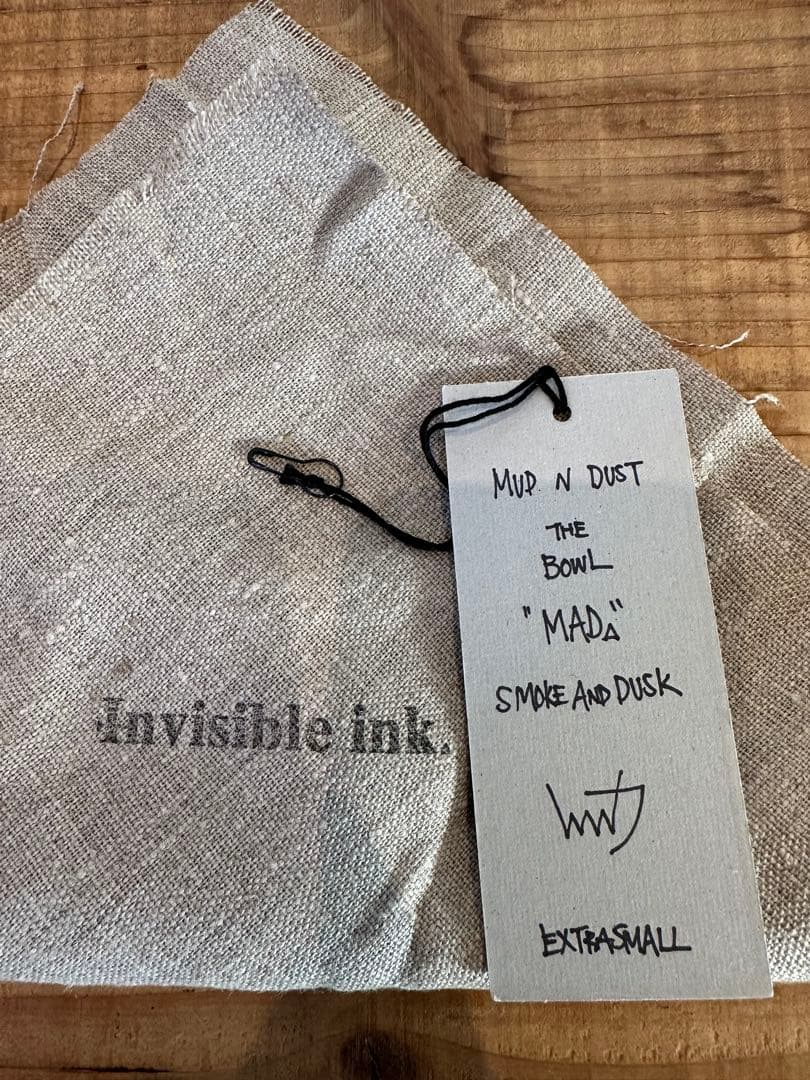 Invisible ink.
MUD N DUST
THE
BOWL
"MADa"
SMOKE AND DUSK
EXTRASMALL